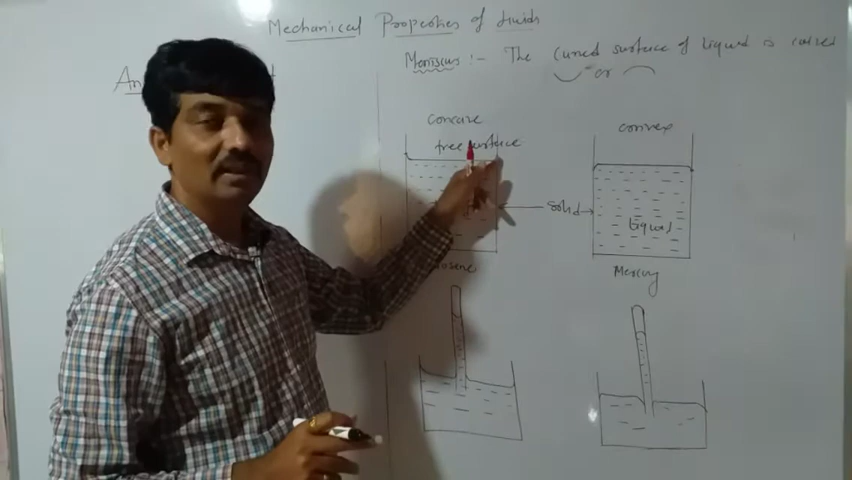 Mechanical Properties of fluids
An
Meniscus :- The curved surface of liquid is called
or
concave
convex
free surface
solid
liquid
Mercury